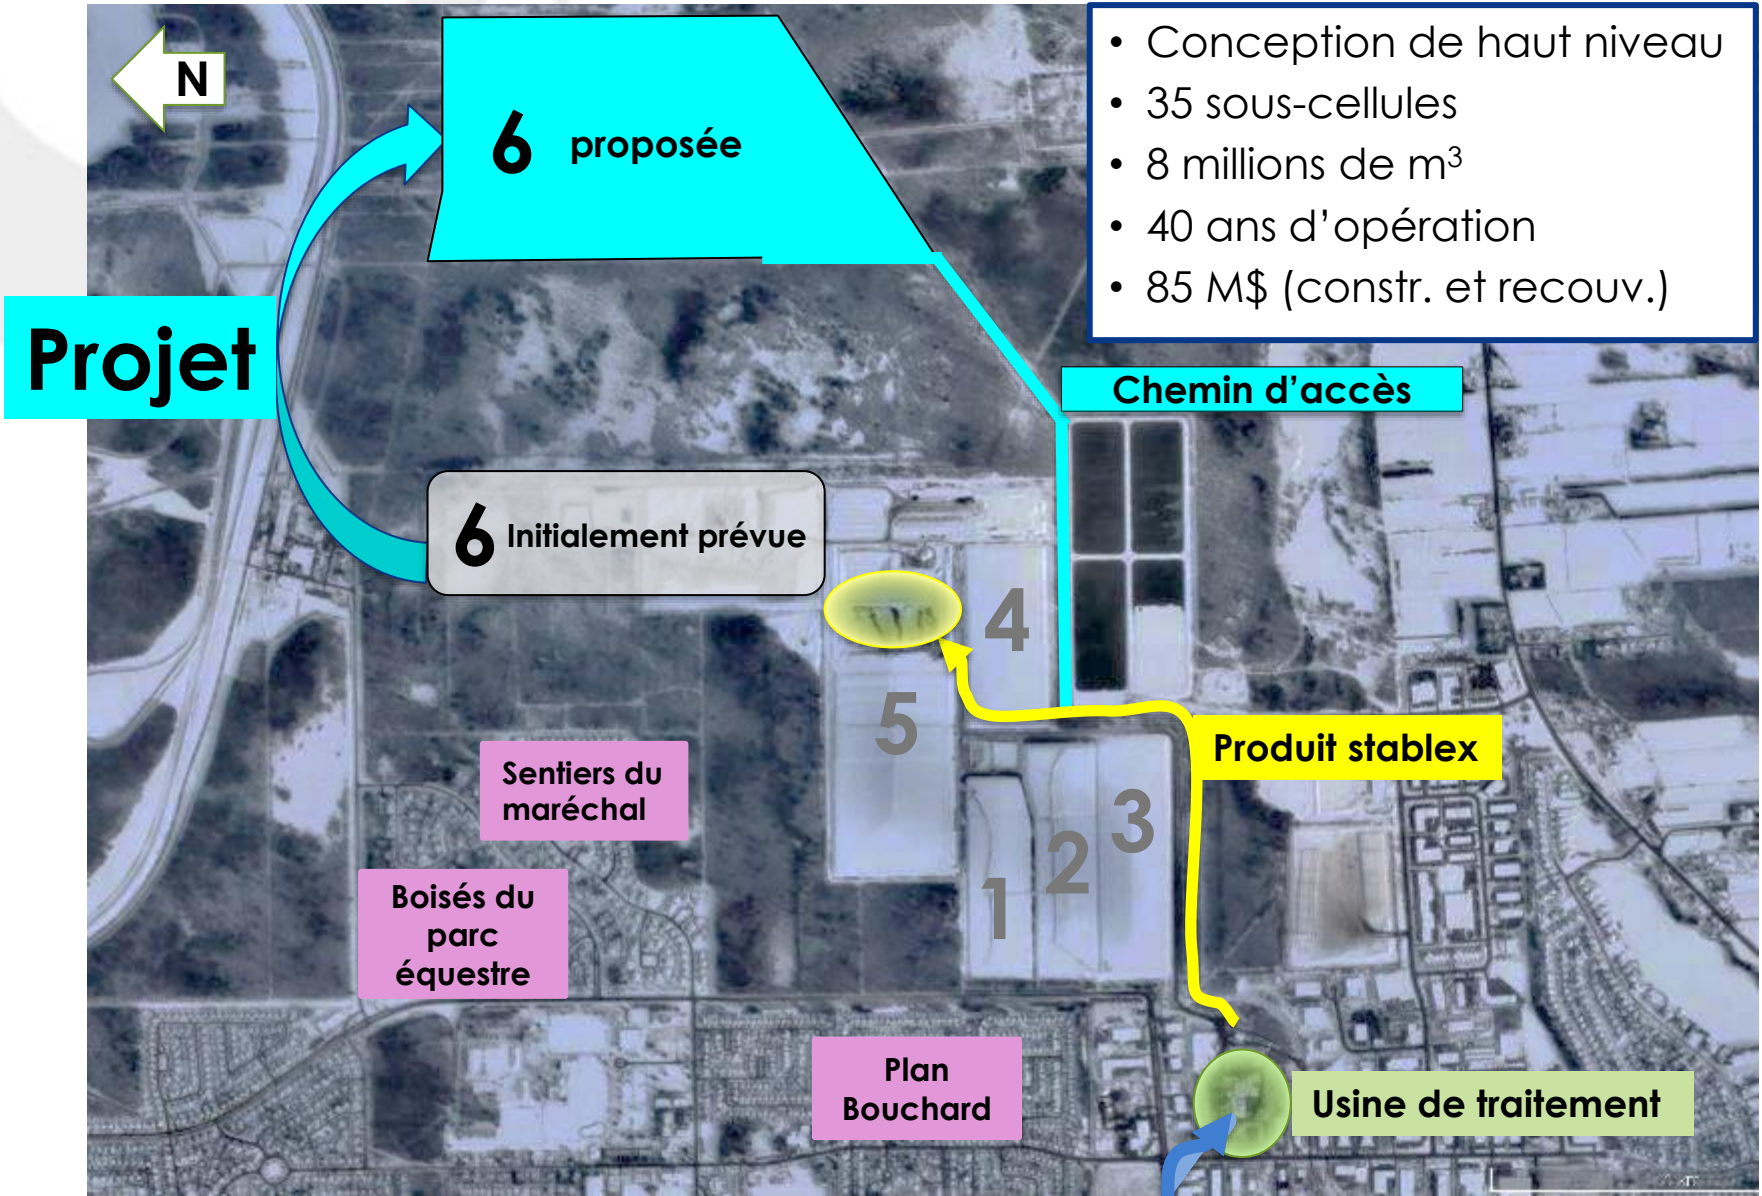 N
• Conception de haut niveau
• 35 sous-cellules
• 8 millions de m³
• 40 ans d’opération
• 85 M$ (constr. et recouv.)
6 proposée
Projet
Chemin d’accès
6 Initialement prévue
4
5
Produit stablex
Sentiers du
maréchal
3
2
1
Boisés du
parc
équestre
Plan
Bouchard
Usine de traitement